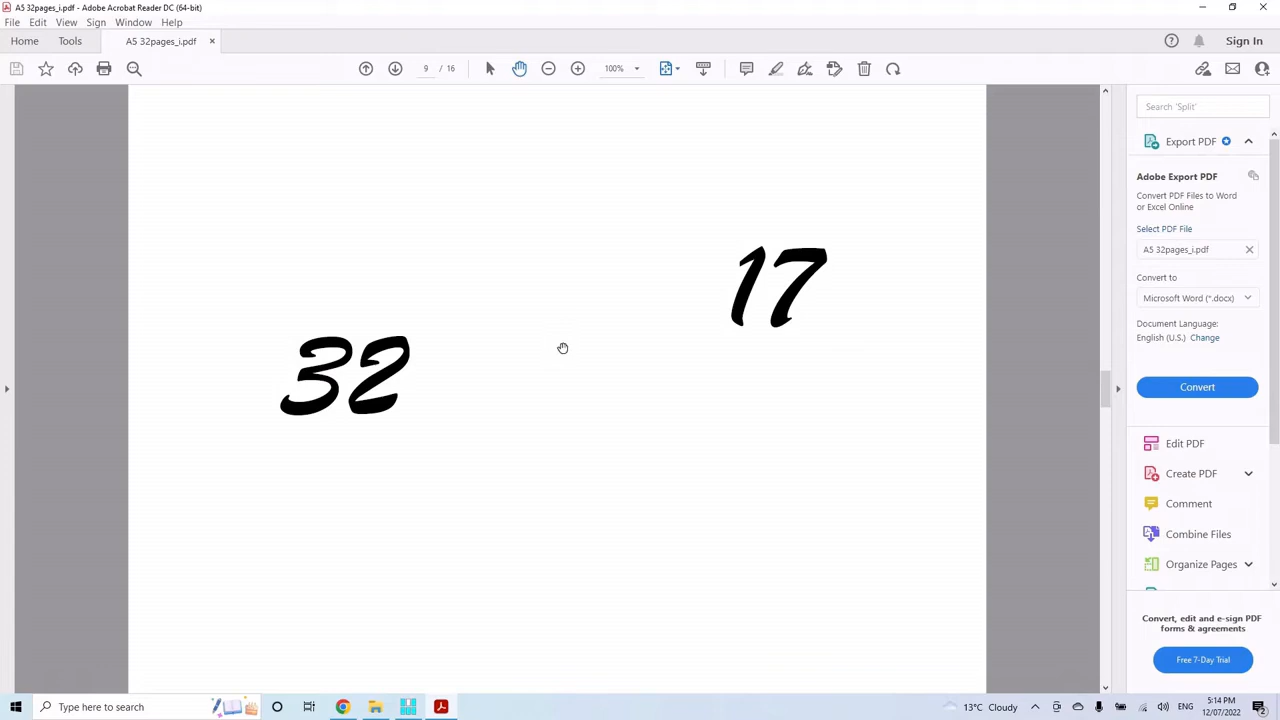 A5 32pages_i.pdf - Adobe Acrobat Reader DC (64-bit)
File Edit View Sign Window Help
Home Tools A5 32pages_i.pdf × Sign In
9 / 16 100%
Search 'Split'
Export PDF
Adobe Export PDF
Convert PDF Files to Word
or Excel Online
Select PDF File
A5 32pages_i.pdf
Convert to
Microsoft Word (*.docx)
Document Language:
English (U.S.) Change
Convert
Edit PDF
Create PDF
Comment
Combine Files
Organize Pages
Convert, edit and e-sign PDF
forms & agreements
Free 7-Day Trial
17
32
Type here to search
13°C Cloudy
ENG
5:14 PM
12/07/2022
2